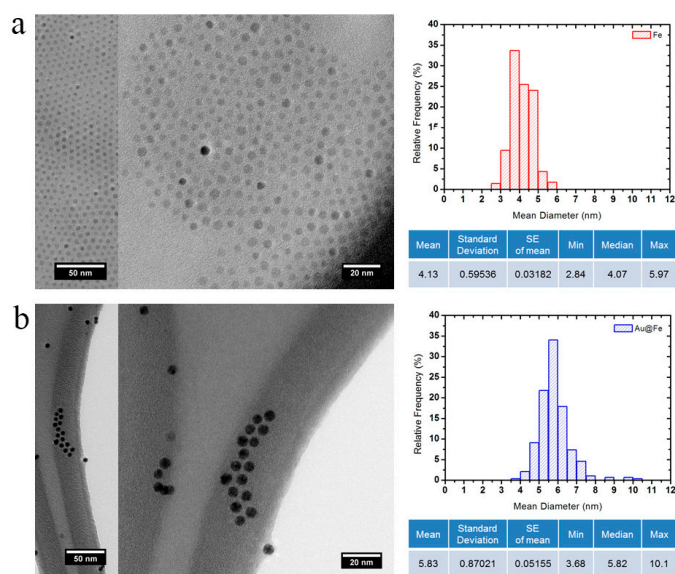 a
50 nm
20 nm
Relative Frequency (%)
40
35
30
25
20
15
10
5
0
Fe
0 1 2 3 4 5 6 7 8 9 10 11 12
Mean Diameter (nm)
Mean Standard Deviation SE of mean Min Median Max
4.13 0.59536 0.03182 2.84 4.07 5.97
b
50 nm
20 nm
Relative Frequency (%)
40
35
30
25
20
15
10
5
0
Au@Fe
0 1 2 3 4 5 6 7 8 9 10 11 12
Mean Diameter (nm)
Mean Standard Deviation SE of mean Min Median Max
5.83 0.87021 0.05155 3.68 5.82 10.1